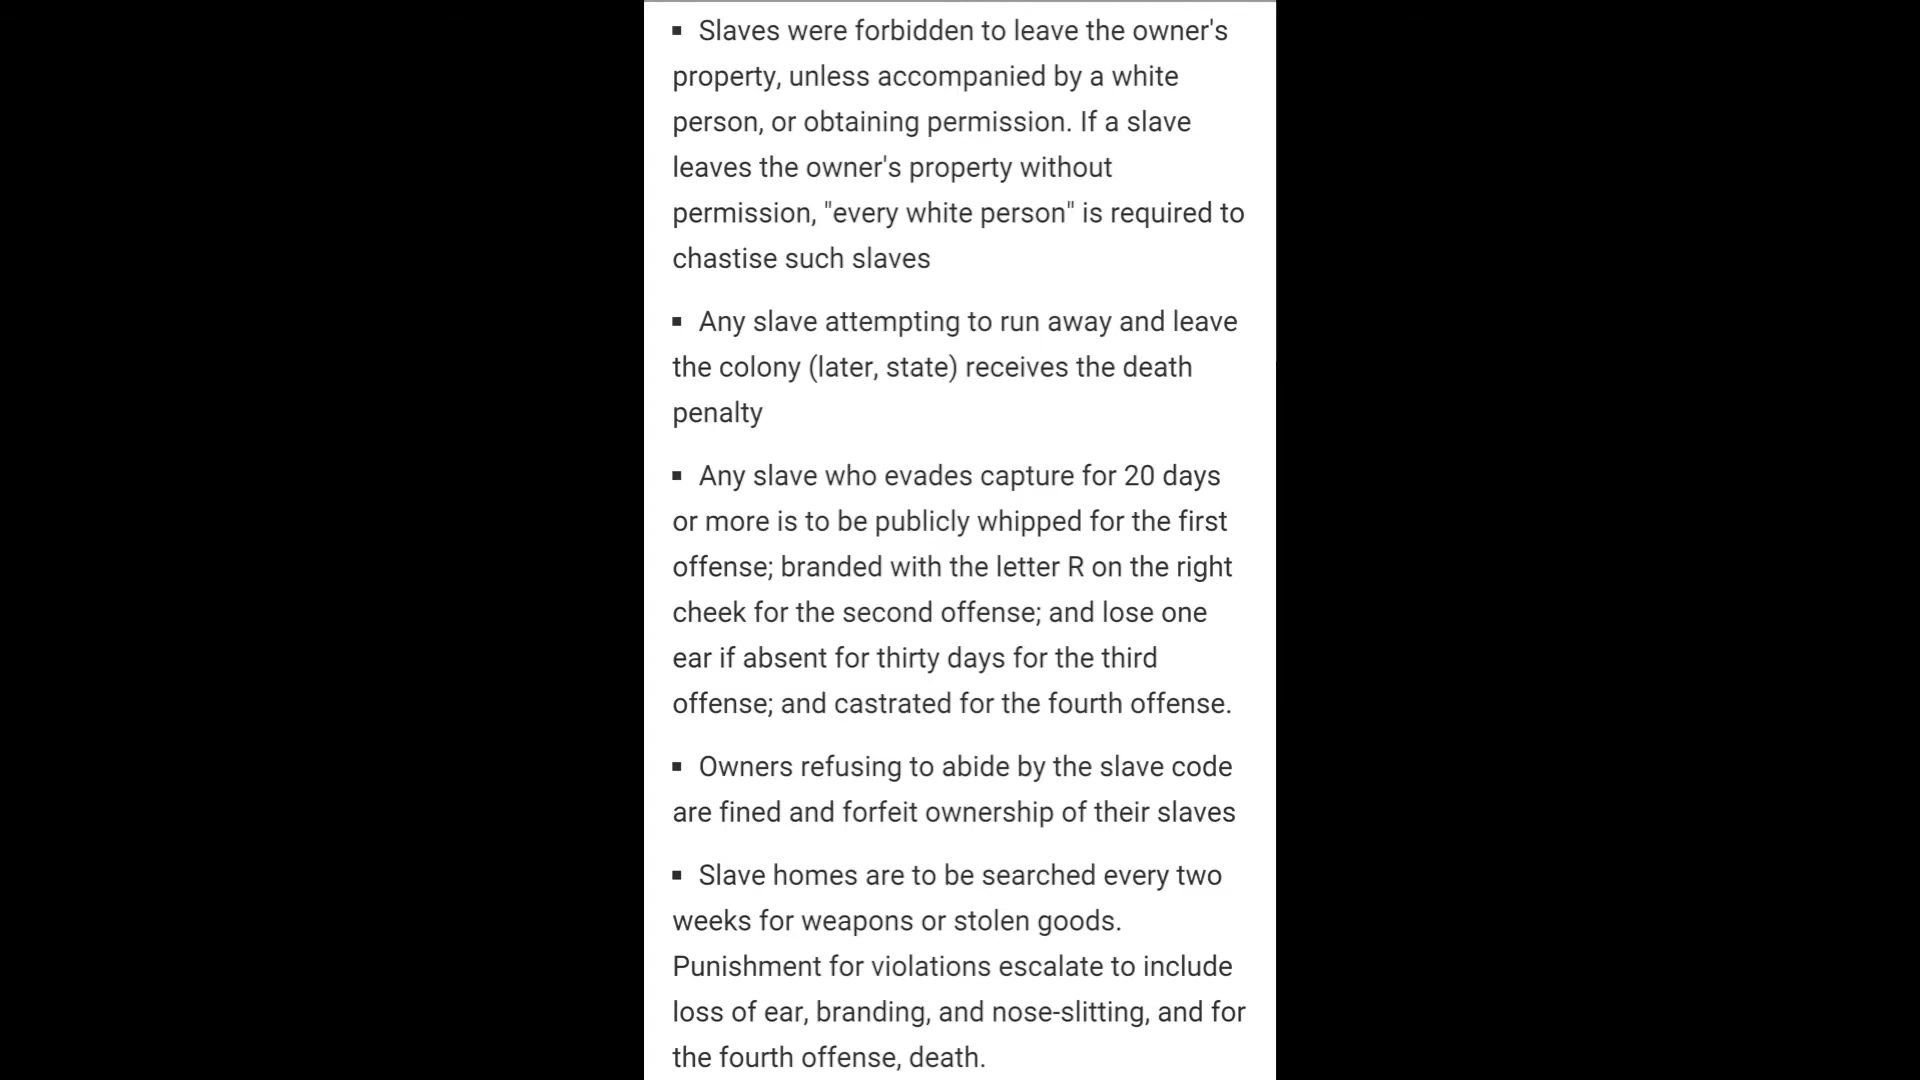 ▪ Slaves were forbidden to leave the owner's
property, unless accompanied by a white
person, or obtaining permission. If a slave
leaves the owner's property without
permission, "every white person" is required to
chastise such slaves
▪ Any slave attempting to run away and leave
the colony (later, state) receives the death
penalty
▪ Any slave who evades capture for 20 days
or more is to be publicly whipped for the first
offense; branded with the letter R on the right
cheek for the second offense; and lose one
ear if absent for thirty days for the third
offense; and castrated for the fourth offense.
▪ Owners refusing to abide by the slave code
are fined and forfeit ownership of their slaves
▪ Slave homes are to be searched every two
weeks for weapons or stolen goods.
Punishment for violations escalate to include
loss of ear, branding, and nose-slitting, and for
the fourth offense, death.